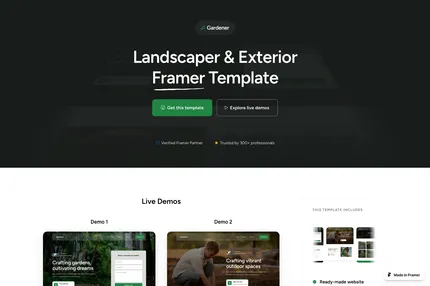 Gardener
Landscaper & Exterior
Framer Template
Get this template
Explore live demos
Verified Framer Partner
Trusted by 300+ professionals
Live Demos
THIS TEMPLATE INCLUDES
Demo 1
Demo 2
Crafting gardens,
cultivating dreams
Crafting vibrant
outdoor spaces
Made in Framer
Ready-made website